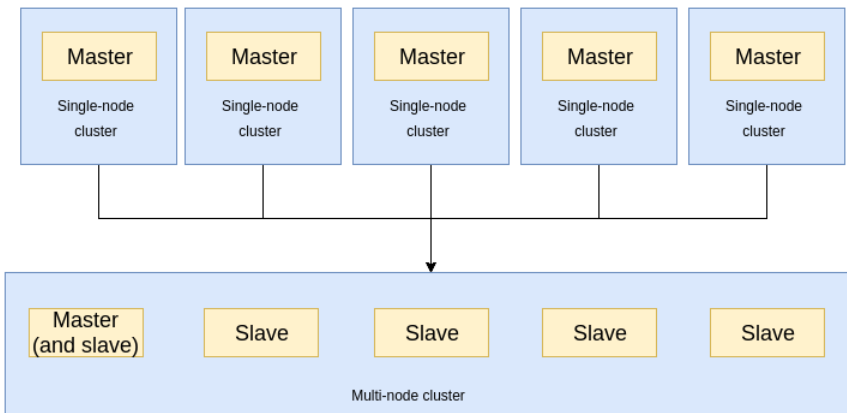 Master
Master
Master
Master
Master
Single-node
cluster
Single-node
cluster
Single-node
cluster
Single-node
cluster
Single-node
cluster
Master
(and slave)
Slave
Slave
Slave
Slave
Multi-node cluster